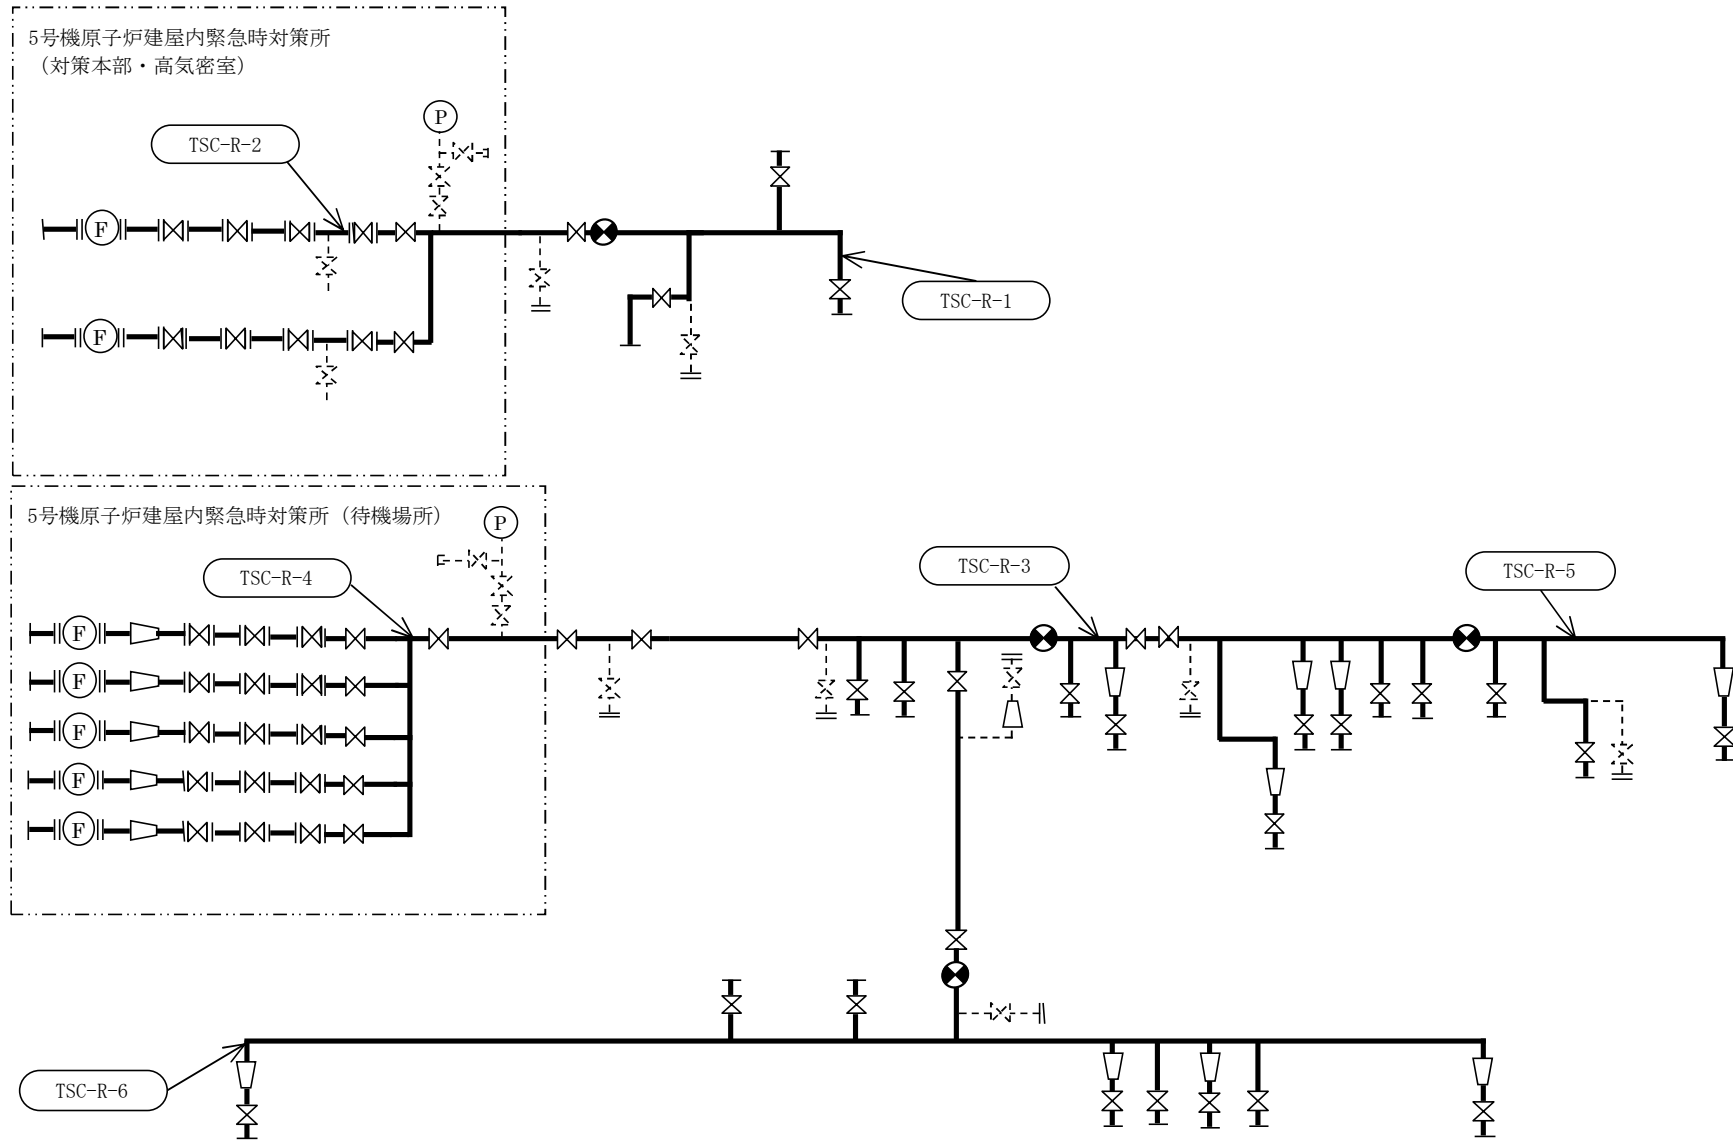 5号機原子炉建屋内緊急時対策所
（対策本部・高気密室）
P
TSC-R-2
F
TSC-R-1
F
5号機原子炉建屋内緊急時対策所（待機場所）
P
TSC-R-4
TSC-R-3
TSC-R-5
F
F
F
F
F
TSC-R-6